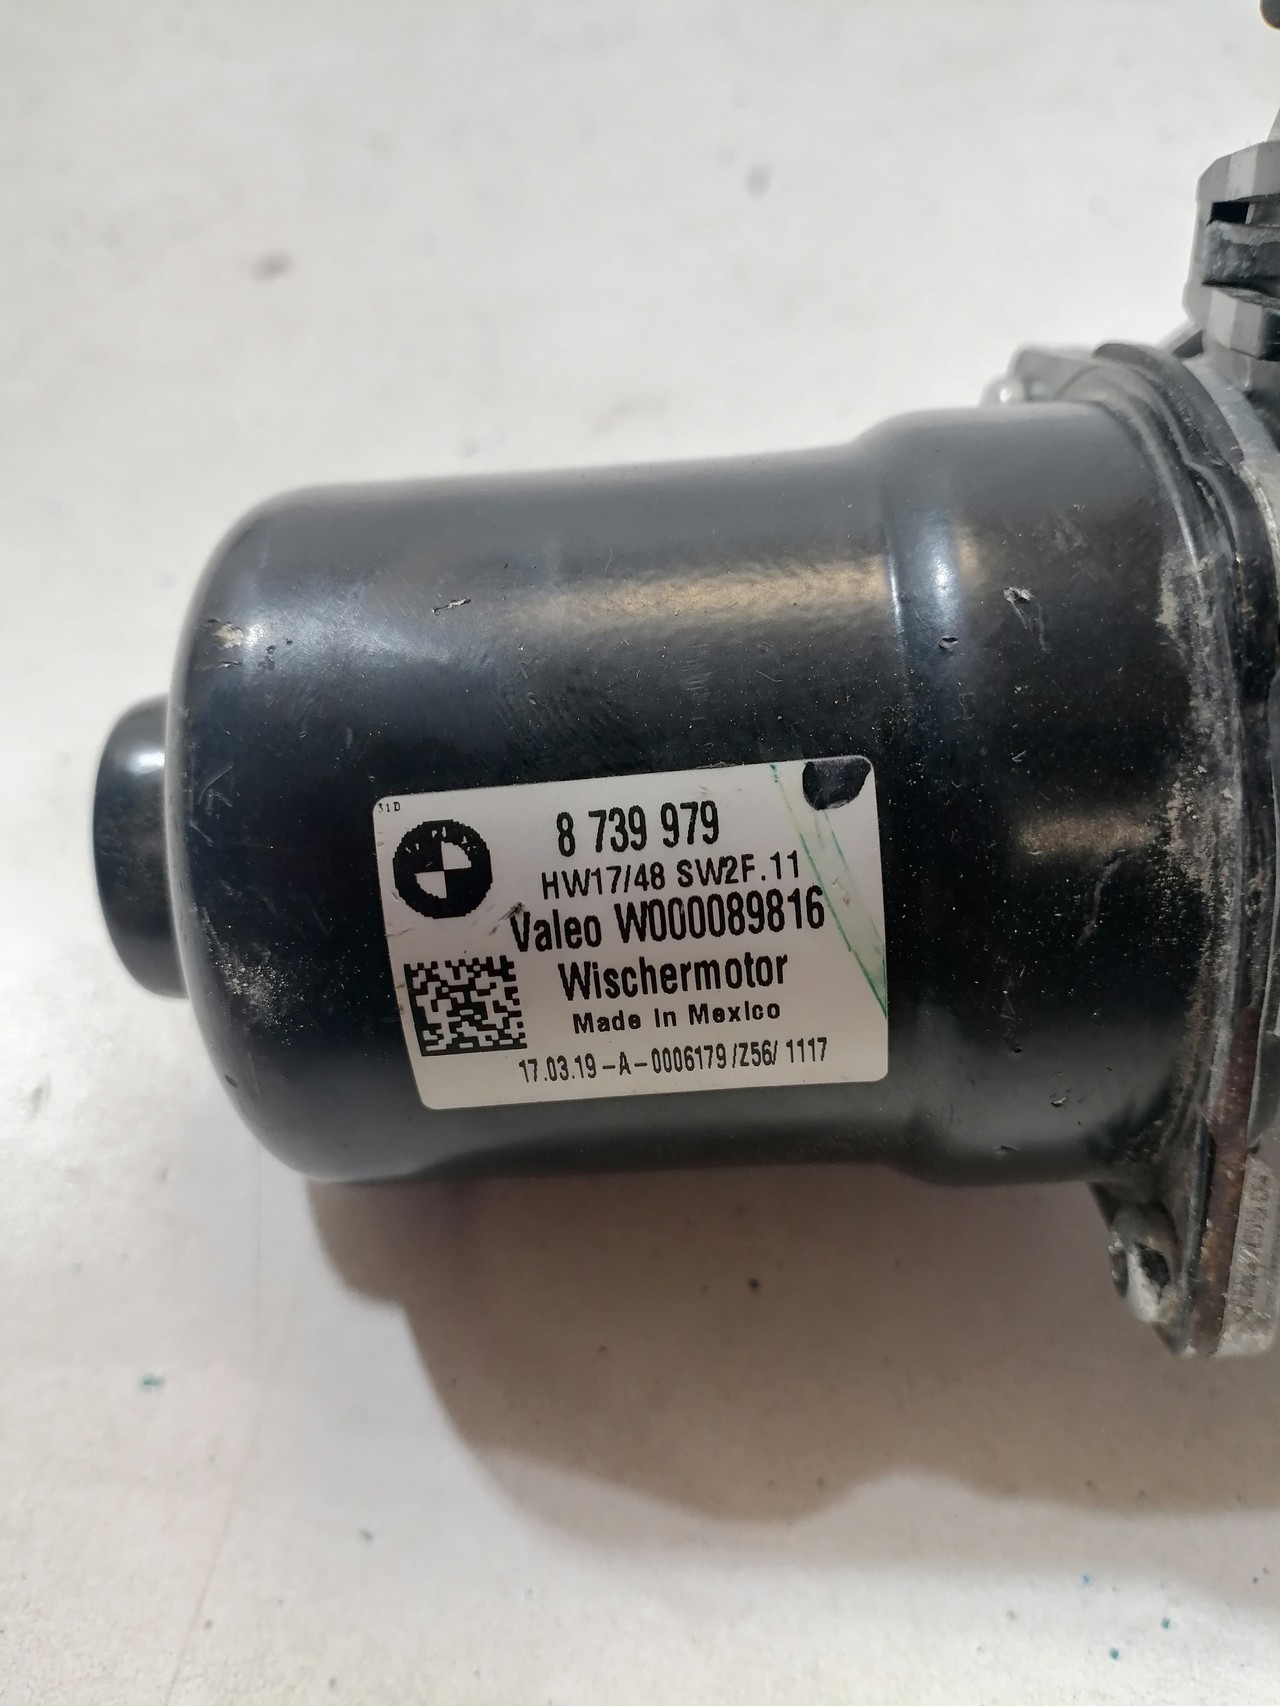 31D
8 739 979
HW17/48 SW2F.11
Valeo W000089816
Wischermotor
Made in Mexico
17.03.19-A-0006179/Z56/1117